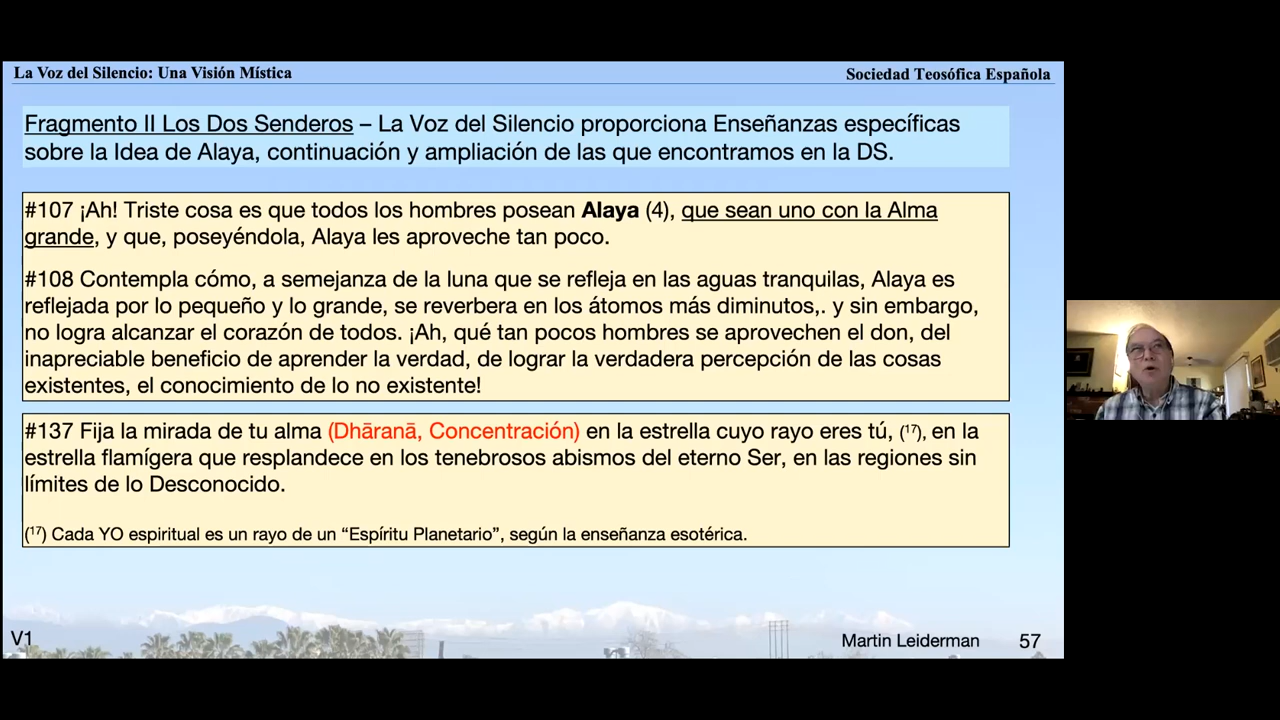 La Voz del Silencio: Una Visión Mística
Sociedad Teosófica Española
Fragmento II Los Dos Senderos – La Voz del Silencio proporciona Enseñanzas específicas
sobre la Idea de Alaya, continuación y ampliación de las que encontramos en la DS.
#107 ¡Ah! Triste cosa es que todos los hombres posean Alaya (4), que sean uno con la Alma
grande, y que, poseyéndola, Alaya les aproveche tan poco.
#108 Contempla cómo, a semejanza de la luna que se refleja en las aguas tranquilas, Alaya es
reflejada por lo pequeño y lo grande, se reverbera en los átomos más diminutos,. y sin embargo,
no logra alcanzar el corazón de todos. ¡Ah, qué tan pocos hombres se aprovechen el don, del
inapreciable beneficio de aprender la verdad, de lograr la verdadera percepción de las cosas
existentes, el conocimiento de lo no existente!
#137 Fija la mirada de tu alma (Dhāranā, Concentración) en la estrella cuyo rayo eres tú, (17), en la
estrella flamígera que resplandece en los tenebrosos abismos del eterno Ser, en las regiones sin
límites de lo Desconocido.
(17) Cada YO espiritual es un rayo de un “Espíritu Planetario”, según la enseñanza esotérica.
V1
Martin Leiderman
57